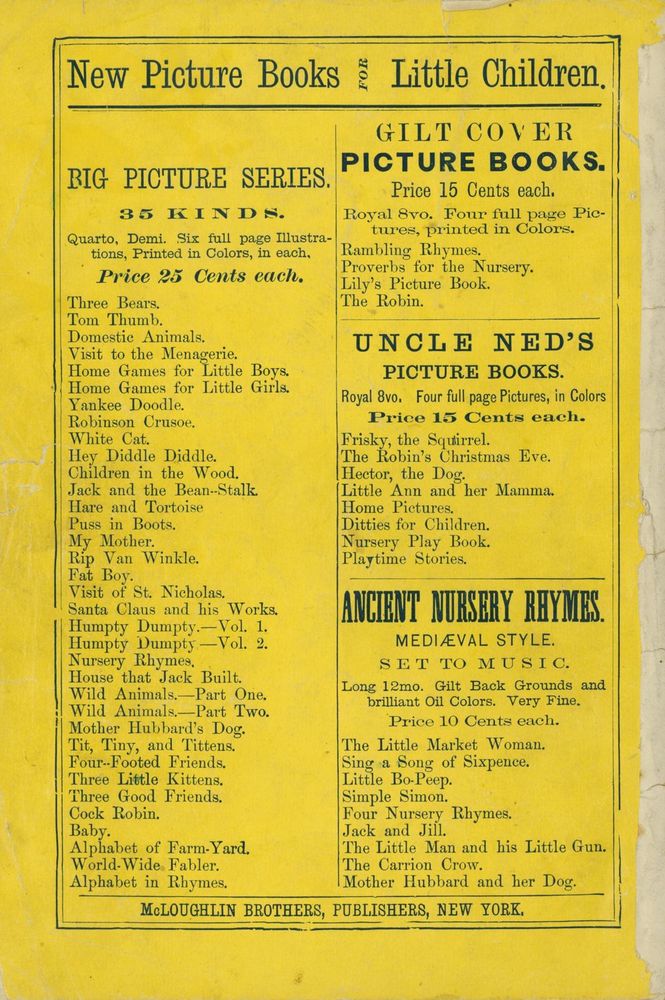 New Picture Books FOR Little Children.
BIG PICTURE SERIES.
35 KINDS.
Quarto, Demi. Six full page Illustra-
tions, Printed in Colors, in each,
Price 25 Cents each.
Three Bears.
Tom Thumb.
Domestic Animals.
Visit to the Menagerie.
Home Games for Little Boys.
Home Games for Little Girls.
Yankee Doodle.
Robinson Crusoe.
White Cat.
Hey Diddle Diddle.
Children in the Wood.
Jack and the Bean--Stalk.
Hare and Tortoise
Puss in Boots.
My Mother.
Rip Van Winkle.
Fat Boy.
Visit of St. Nicholas.
Santa Claus and his Works.
Humpty Dumpty.—Vol. 1.
Humpty Dumpty—Vol. 2.
Nursery Rhymes.
House that Jack Built.
Wild Animals.—Part One.
Wild Animals.—Part Two.
Mother Hubbard's Dog.
Tit, Tiny, and Tittens.
Four--Footed Friends.
Three Little Kittens.
Three Good Friends.
Cock Robin.
Baby.
Alphabet of Farm-Yard.
World-Wide Fabler.
Alphabet in Rhymes.
GILT COVER
PICTURE BOOKS.
Price 15 Cents each.
Royal 8vo. Four full page Pic-
tures, printed in Colors.
Rambling Rhymes.
Proverbs for the Nursery.
Lily's Picture Book.
The Robin.
UNCLE NED'S
PICTURE BOOKS.
Royal 8vo. Four full page Pictures, in Colors
Price 15 Cents each.
Frisky, the Squirrel.
The Robin's Christmas Eve.
Hector, the Dog.
Little Ann and her Mamma.
Home Pictures.
Ditties for Children.
Nursery Play Book.
Playtime Stories.
ANCIENT NURSERY RHYMES.
MEDIÆVAL STYLE.
SET TO MUSIC.
Long 12mo. Gilt Back Grounds and
brilliant Oil Colors. Very Fine.
Price 10 Cents each.
The Little Market Woman.
Sing a Song of Sixpence.
Little Bo-Peep.
Simple Simon.
Four Nursery Rhymes.
Jack and Jill.
The Little Man and his Little Gun.
The Carrion Crow.
Mother Hubbard and her Dog.
McLOUGHLIN BROTHERS, PUBLISHERS, NEW YORK.